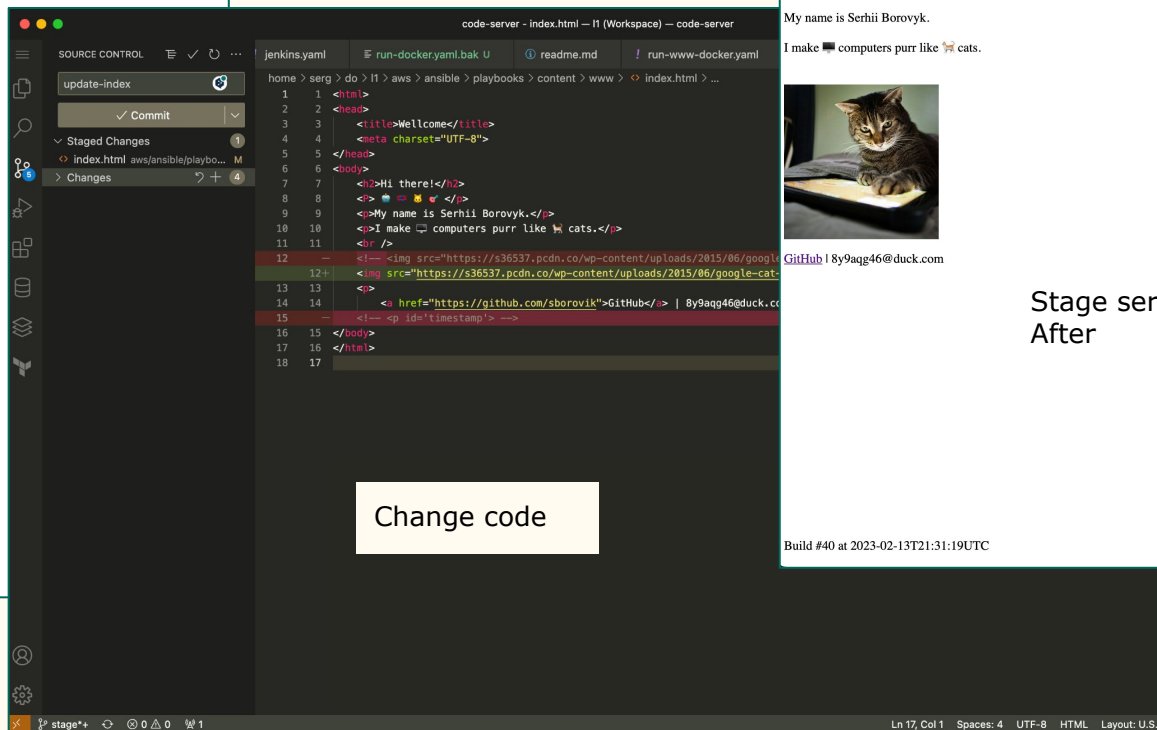 code-server - index.html — l1 (Workspace) — code-server
SOURCE CONTROL
update-index
✓ Commit
Staged Changes 1
index.html aws/ansible/playbo... M
Changes 4
5
jenkins.yaml run-docker.yaml.bak U readme.md ! run-www-docker.yaml
home > serg > do > l1 > aws > ansible > playbooks > content > www > index.html > ...
1 1 <html>
2 2 <head>
3 3 <title>Wellcome</title>
4 4 <meta charset="UTF-8">
5 5 </head>
6 6 <body>
7 7 <h2>Hi there!</h2>
8 8 <P> 🤖 </p>
9 9 <p>My name is Serhii Borovyk.</p>
10 10 <p>I make 🖥️ computers purr like 🐈 cats.</p>
11 11 <br />
12 — <!-- <img src="https://s36537.pcdn.co/wp-content/uploads/2015/06/google
12+ <img src="https://s36537.pcdn.co/wp-content/uploads/2015/06/google-cat-
13 13 <p>
14 14 <a href="https://github.com/sborovik">GitHub</a> | 8y9aqg46@duck.co
15 — <!-- <p id='timestamp'> -->
16 15 </body>
17 16 </html>
18 17
Change code
My name is Serhii Borovyk.
I make 🖥️ computers purr like 🐈 cats.
GitHub | 8y9aqg46@duck.com
Build #40 at 2023-02-13T21:31:19UTC
Stage ser
After
stage*+ 0 0 1
Ln 17, Col 1 Spaces: 4 UTF-8 HTML Layout: U.S.